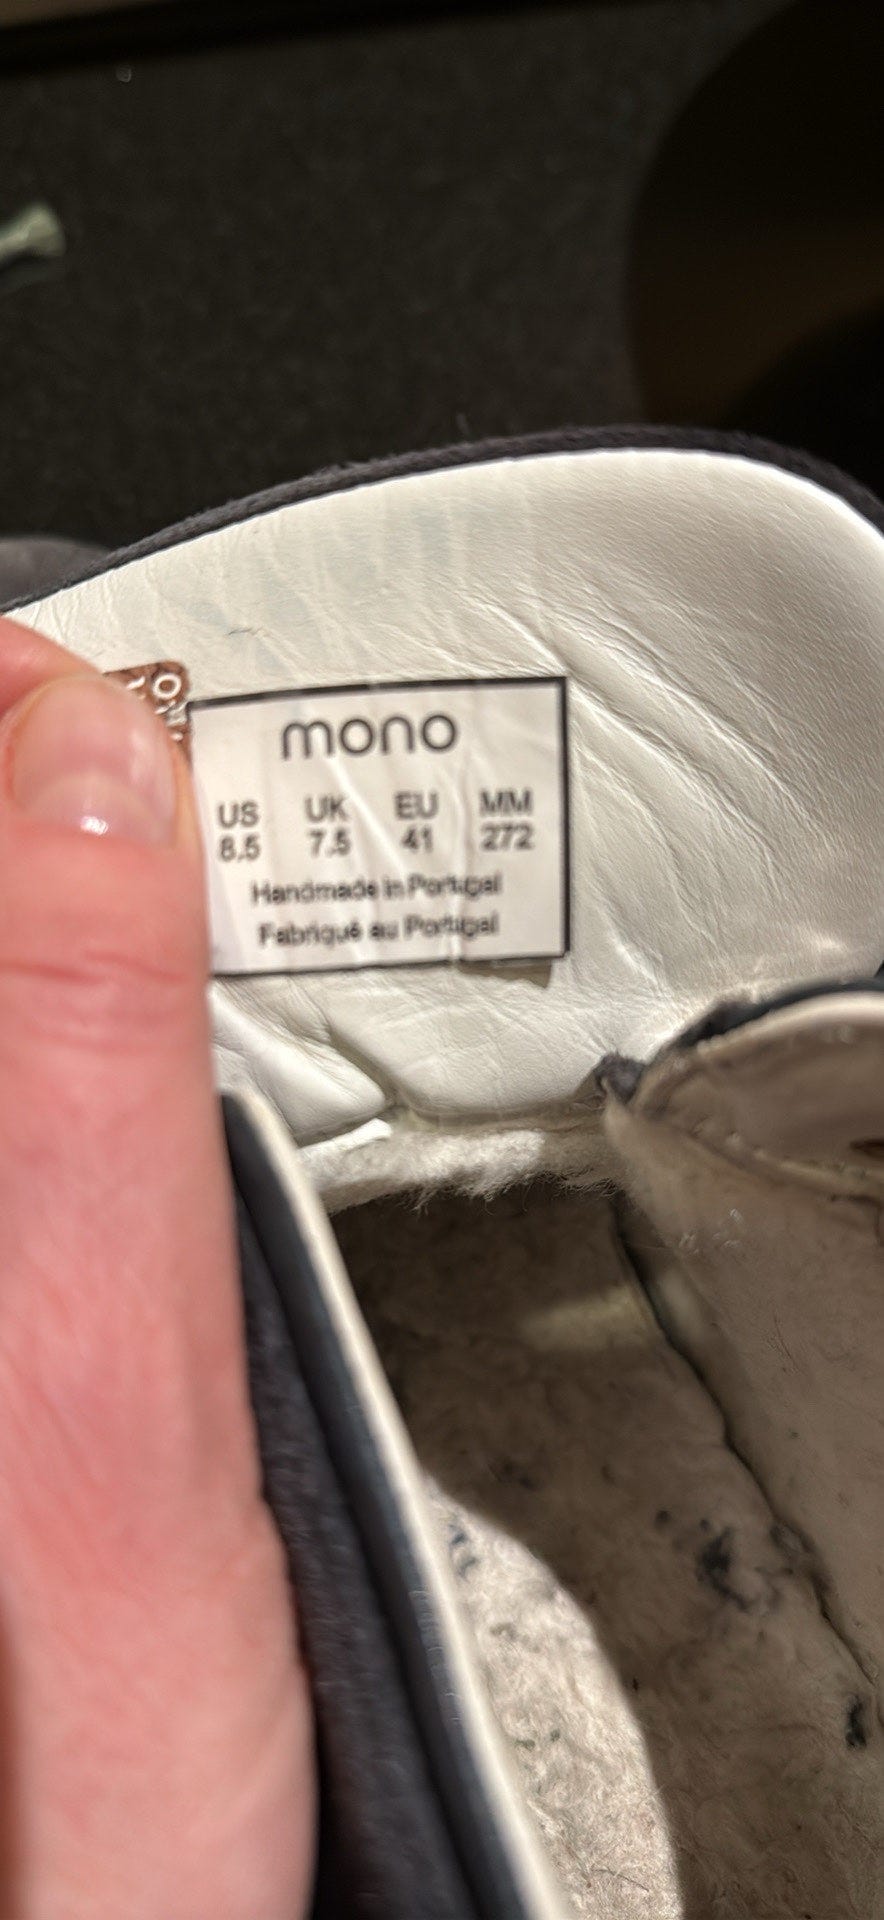 mono
US UK EU MM
8.5 7.5 41 272
Handmade in Portugal
Fabriqué au Portugal